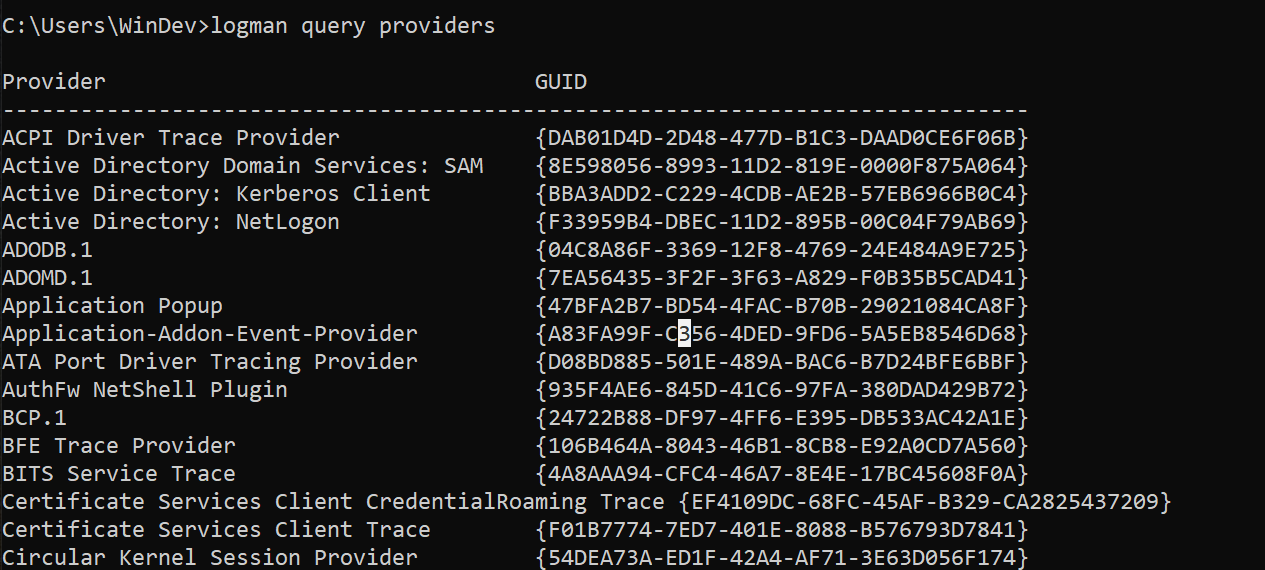 C:\Users\WinDev>logman query providers
Provider GUID
-------------------------------------------------------------------------------
ACPI Driver Trace Provider {DAB01D4D-2D48-477D-B1C3-DAAD0CE6F06B}
Active Directory Domain Services: SAM {8E598056-8993-11D2-819E-0000F875A064}
Active Directory: Kerberos Client {BBA3ADD2-C229-4CDB-AE2B-57EB6966B0C4}
Active Directory: NetLogon {F33959B4-DBEC-11D2-895B-00C04F79AB69}
ADODB.1 {04C8A86F-3369-12F8-4769-24E484A9E725}
ADOMD.1 {7EA56435-3F2F-3F63-A829-F0B35B5CAD41}
Application Popup {47BFA2B7-BD54-4FAC-B70B-29021084CA8F}
Application-Addon-Event-Provider {A83FA99F-C356-4DED-9FD6-5A5EB8546D68}
ATA Port Driver Tracing Provider {D08BD885-501E-489A-BAC6-B7D24BFE6BBF}
AuthFw NetShell Plugin {935F4AE6-845D-41C6-97FA-380DAD429B72}
BCP.1 {24722B88-DF97-4FF6-E395-DB533AC42A1E}
BFE Trace Provider {106B464A-8043-46B1-8CB8-E92A0CD7A560}
BITS Service Trace {4A8AAA94-CFC4-46A7-8E4E-17BC45608F0A}
Certificate Services Client CredentialRoaming Trace {EF4109DC-68FC-45AF-B329-CA2825437209}
Certificate Services Client Trace {F01B7774-7ED7-401E-8088-B576793D7841}
Circular Kernel Session Provider {54DEA73A-ED1F-42A4-AF71-3E63D056F174}